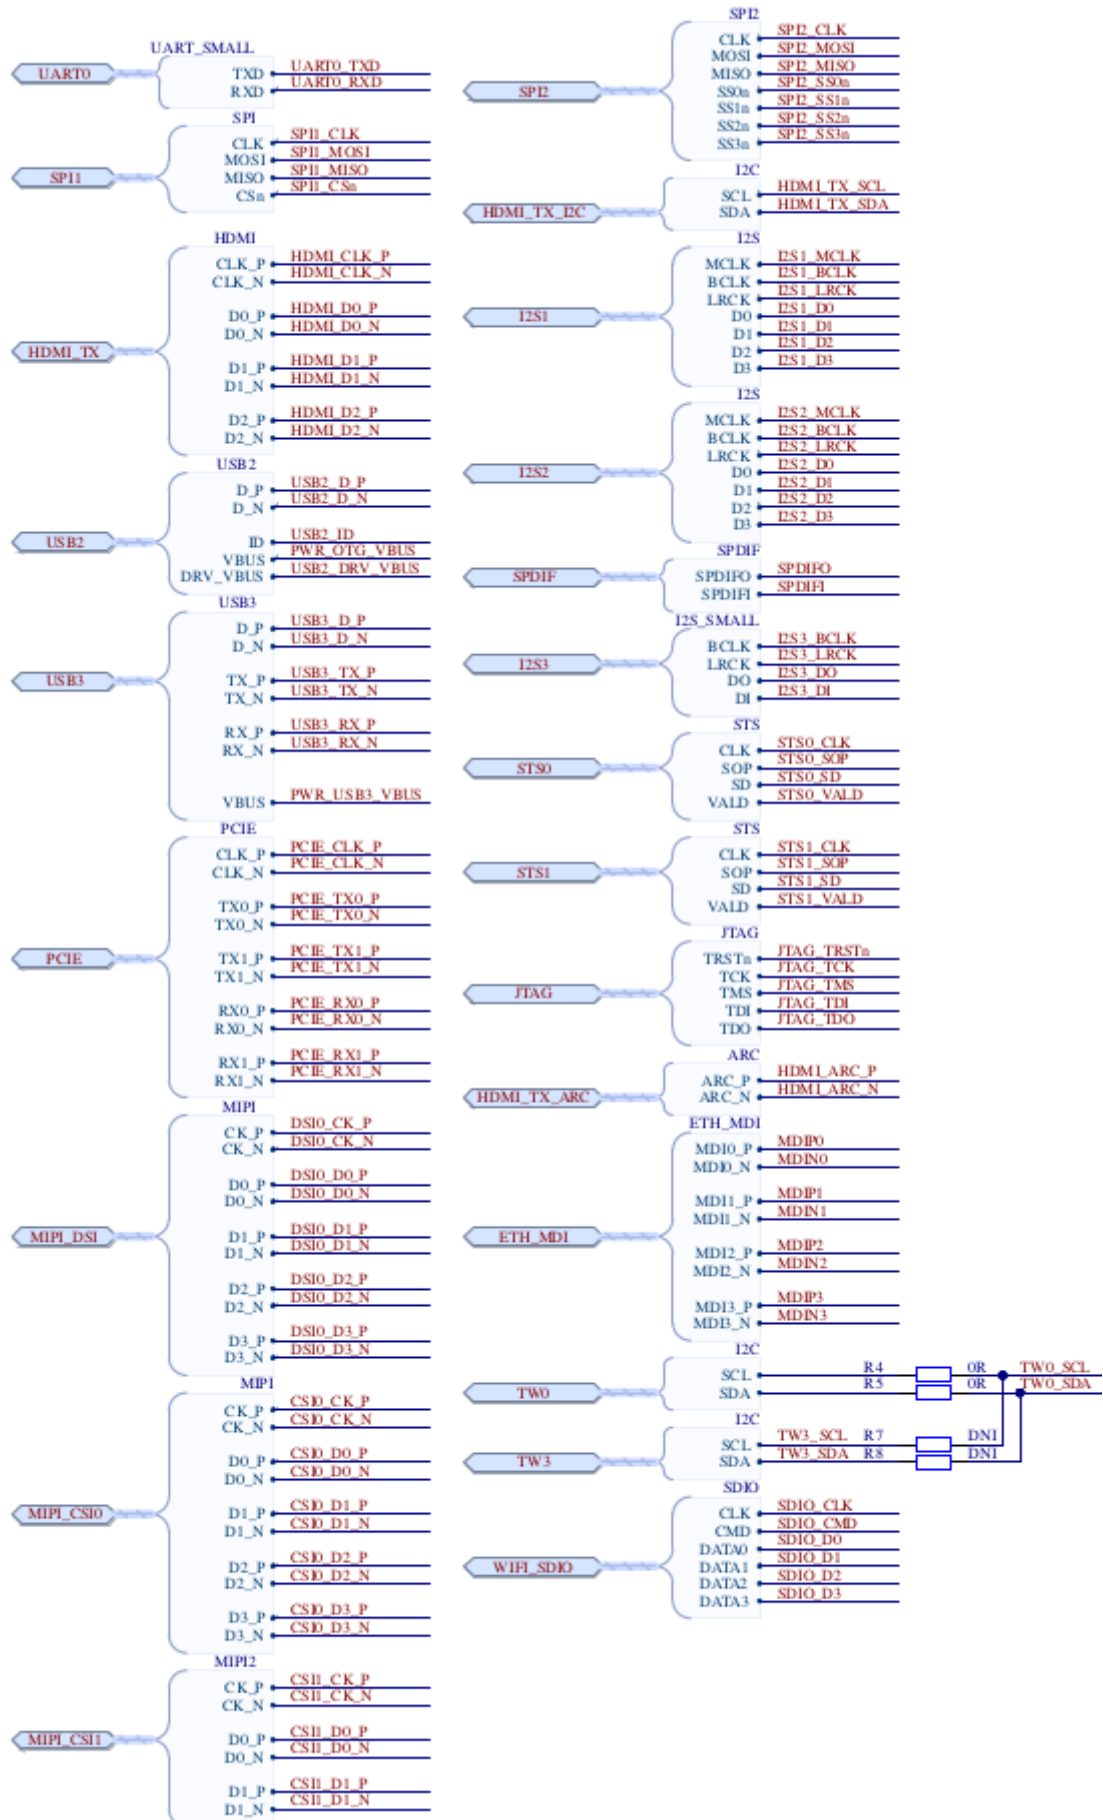 UART_SMALL
UART0
TXD UART0_TXD
RXD UART0_RXD
SPI
SPI1
CLK SPI1_CLK
MOSI SPI1_MOSI
MISO SPI1_MISO
CSn SPI1_CSn
HDMI
HDMI_TX
CLK_P HDMI_CLK_P
CLK_N HDMI_CLK_N
D0_P HDMI_D0_P
D0_N HDMI_D0_N
D1_P HDMI_D1_P
D1_N HDMI_D1_N
D2_P HDMI_D2_P
D2_N HDMI_D2_N
USB2
USB2
D_P USB2_D_P
D_N USB2_D_N
ID USB2_ID
VBUS PWR_OTG_VBUS
DRV_VBUS USB2_DRV_VBUS
USB3
USB3
D_P USB3_D_P
D_N USB3_D_N
TX_P USB3_TX_P
TX_N USB3_TX_N
RX_P USB3_RX_P
RX_N USB3_RX_N
VBUS PWR_USB3_VBUS
PCIE
PCIE
CLK_P PCIE_CLK_P
CLK_N PCIE_CLK_N
TX0_P PCIE_TX0_P
TX0_N PCIE_TX0_N
TX1_P PCIE_TX1_P
TX1_N PCIE_TX1_N
RX0_P PCIE_RX0_P
RX0_N PCIE_RX0_N
RX1_P PCIE_RX1_P
RX1_N PCIE_RX1_N
MIPI
MIPI_DSI
CK_P DSI0_CK_P
CK_N DSI0_CK_N
D0_P DSI0_D0_P
D0_N DSI0_D0_N
D1_P DSI0_D1_P
D1_N DSI0_D1_N
D2_P DSI0_D2_P
D2_N DSI0_D2_N
D3_P DSI0_D3_P
D3_N DSI0_D3_N
MIPI
MIPI_CSI0
CK_P CSI0_CK_P
CK_N CSI0_CK_N
D0_P CSI0_D0_P
D0_N CSI0_D0_N
D1_P CSI0_D1_P
D1_N CSI0_D1_N
D2_P CSI0_D2_P
D2_N CSI0_D2_N
D3_P CSI0_D3_P
D3_N CSI0_D3_N
MIPI2
MIPI_CSI1
CK_P CSI1_CK_P
CK_N CSI1_CK_N
D0_P CSI1_D0_P
D0_N CSI1_D0_N
D1_P CSI1_D1_P
D1_N CSI1_D1_N
SPI2
SPI2
CLK SPI2_CLK
MOSI SPI2_MOSI
MISO SPI2_MISO
SS0n SPI2_SS0n
SS1n SPI2_SS1n
SS2n SPI2_SS2n
SS3n SPI2_SS3n
I2C
HDMI_TX_I2C
SCL HDMI_TX_SCL
SDA HDMI_TX_SDA
I2S
I2S1
MCLK I2S1_MCLK
BCLK I2S1_BCLK
LRCK I2S1_LRCK
D0 I2S1_D0
D1 I2S1_D1
D2 I2S1_D2
D3 I2S1_D3
I2S
I2S2
MCLK I2S2_MCLK
BCLK I2S2_BCLK
LRCK I2S2_LRCK
D0 I2S2_D0
D1 I2S2_D1
D2 I2S2_D2
D3 I2S2_D3
SPDIF
SPDIF
SPDIFO SPDIFO
SPDIFI SPDIFI
I2S_SMALL
I2S3
BCLK I2S3_BCLK
LRCK I2S3_LRCK
DO I2S3_DO
DI I2S3_DI
STS
STS0
CLK STS0_CLK
SOP STS0_SOP
SD STS0_SD
VALD STS0_VALD
STS
STS1
CLK STS1_CLK
SOP STS1_SOP
SD STS1_SD
VALD STS1_VALD
JTAG
JTAG
TRSTn JTAG_TRSTn
TCK JTAG_TCK
TMS JTAG_TMS
TDI JTAG_TDI
TDO JTAG_TDO
ARC
HDMI_TX_ARC
ARC_P HDMI_ARC_P
ARC_N HDMI_ARC_N
ETH_MDI
ETH_MDI
MDI0_P MDIP0
MDI0_N MDIN0
MDI1_P MDIP1
MDI1_N MDIN1
MDI2_P MDIP2
MDI2_N MDIN2
MDI3_P MDIP3
MDI3_N MDIN3
I2C
TW0
SCL R4 0R TW0_SCL
SDA R5 0R TW0_SDA
I2C
TW3
SCL TW3_SCL R7 DNI
SDA TW3_SDA R8 DNI
SDIO
WIFI_SDIO
CLK SDIO_CLK
CMD SDIO_CMD
DATA0 SDIO_D0
DATA1 SDIO_D1
DATA2 SDIO_D2
DATA3 SDIO_D3